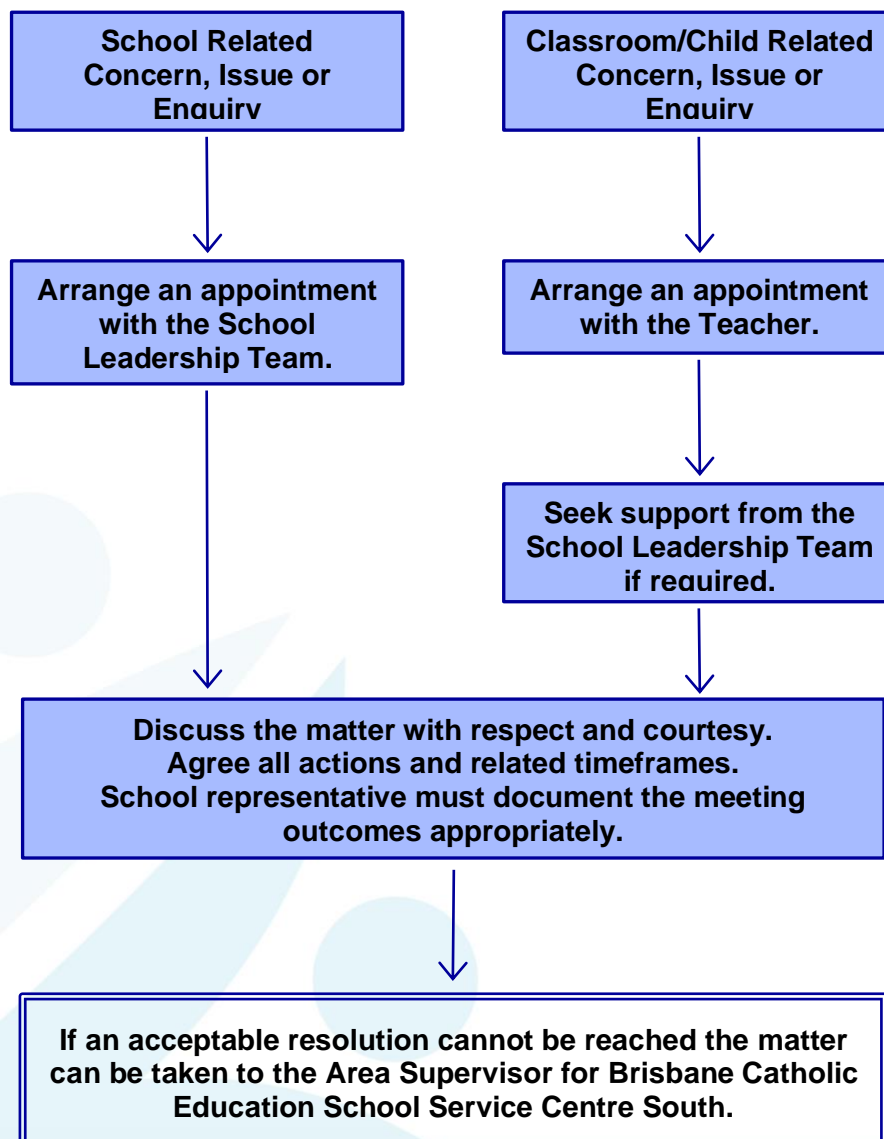 School Related
Concern, Issue or
Enquiry
Classroom/Child Related
Concern, Issue or
Enquiry
Arrange an appointment
with the School
Leadership Team.
Arrange an appointment
with the Teacher.
Seek support from the
School Leadership Team
if required.
Discuss the matter with respect and courtesy.
Agree all actions and related timeframes.
School representative must document the meeting
outcomes appropriately.
If an acceptable resolution cannot be reached the matter
can be taken to the Area Supervisor for Brisbane Catholic
Education School Service Centre South.